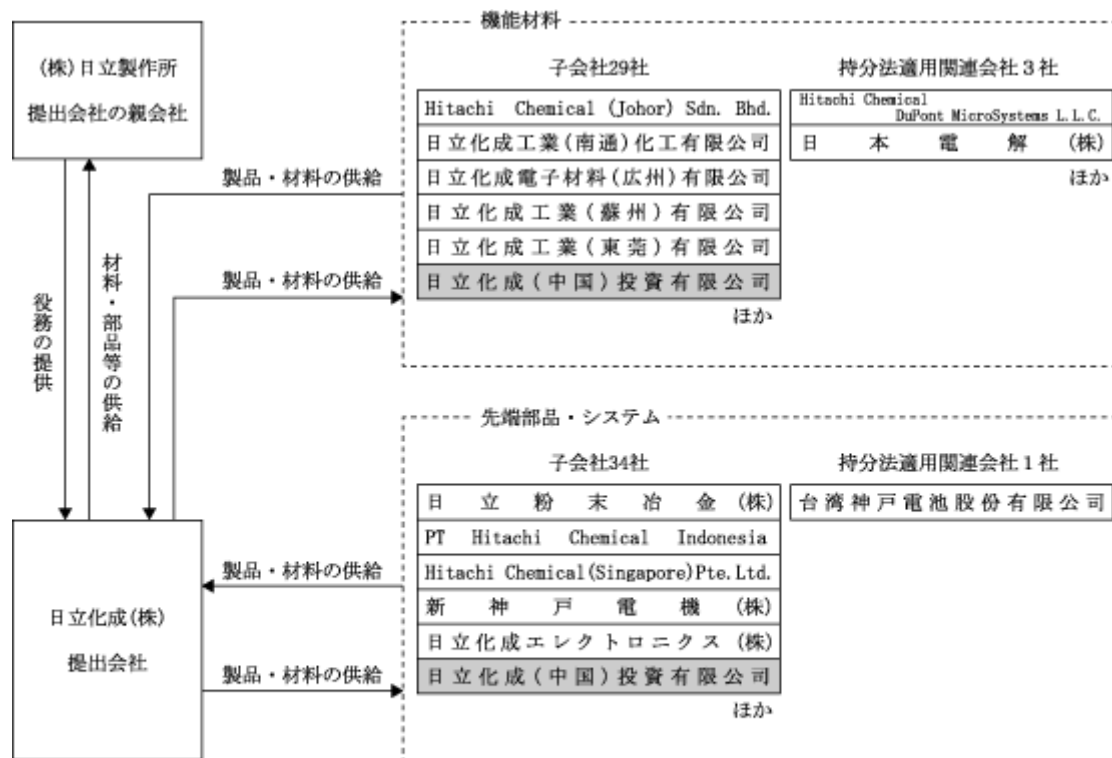 (株)日立製作所
提出会社の親会社
役務の提供
材料・部品等の供給
製品・材料の供給
製品・材料の供給
機能材料
子会社29社
Hitachi Chemical (Johor) Sdn. Bhd.
日立化成工業(南通)化工有限公司
日立化成電子材料(広州)有限公司
日立化成工業(蘇州)有限公司
日立化成工業(東莞)有限公司
日立化成(中国)投資有限公司
ほか
持分法適用関連会社3社
Hitachi Chemical
DuPont MicroSystems L.L.C.
日本電解(株)
ほか
日立化成(株)
提出会社
製品・材料の供給
製品・材料の供給
先端部品・システム
子会社34社
日立粉末冶金(株)
PT Hitachi Chemical Indonesia
Hitachi Chemical(Singapore)Pte.Ltd.
新神戸電機(株)
日立化成エレクトロニクス(株)
日立化成(中国)投資有限公司
ほか
持分法適用関連会社1社
台湾神戸電池股份有限公司